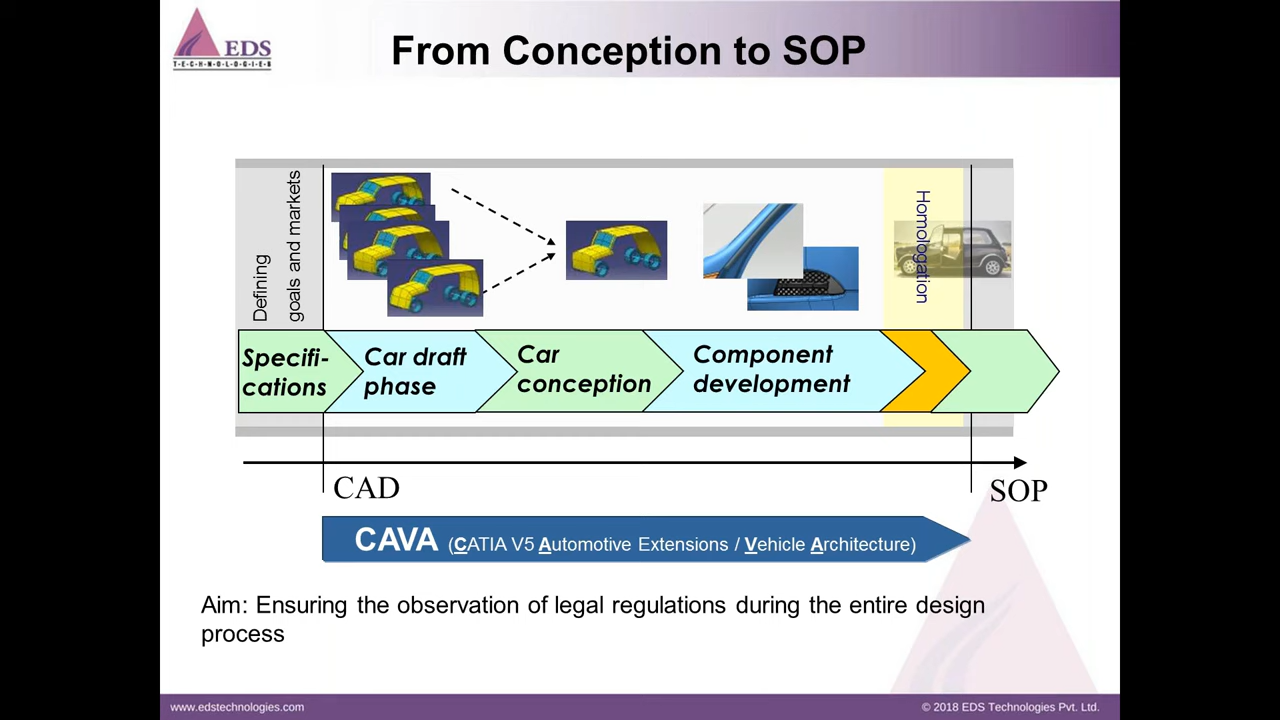 EDS
T·E·C·H·N·O·L·O·G·I·E·S
From Conception to SOP
Defining
goals and markets
Homologation
Specifi-
cations
Car draft
phase
Car
conception
Component
development
CAD
SOP
CAVA (CATIA V5 Automotive Extensions / Vehicle Architecture)
Aim: Ensuring the observation of legal regulations during the entire design
process
www.edstechnologies.com
© 2018 EDS Technologies Pvt. Ltd.